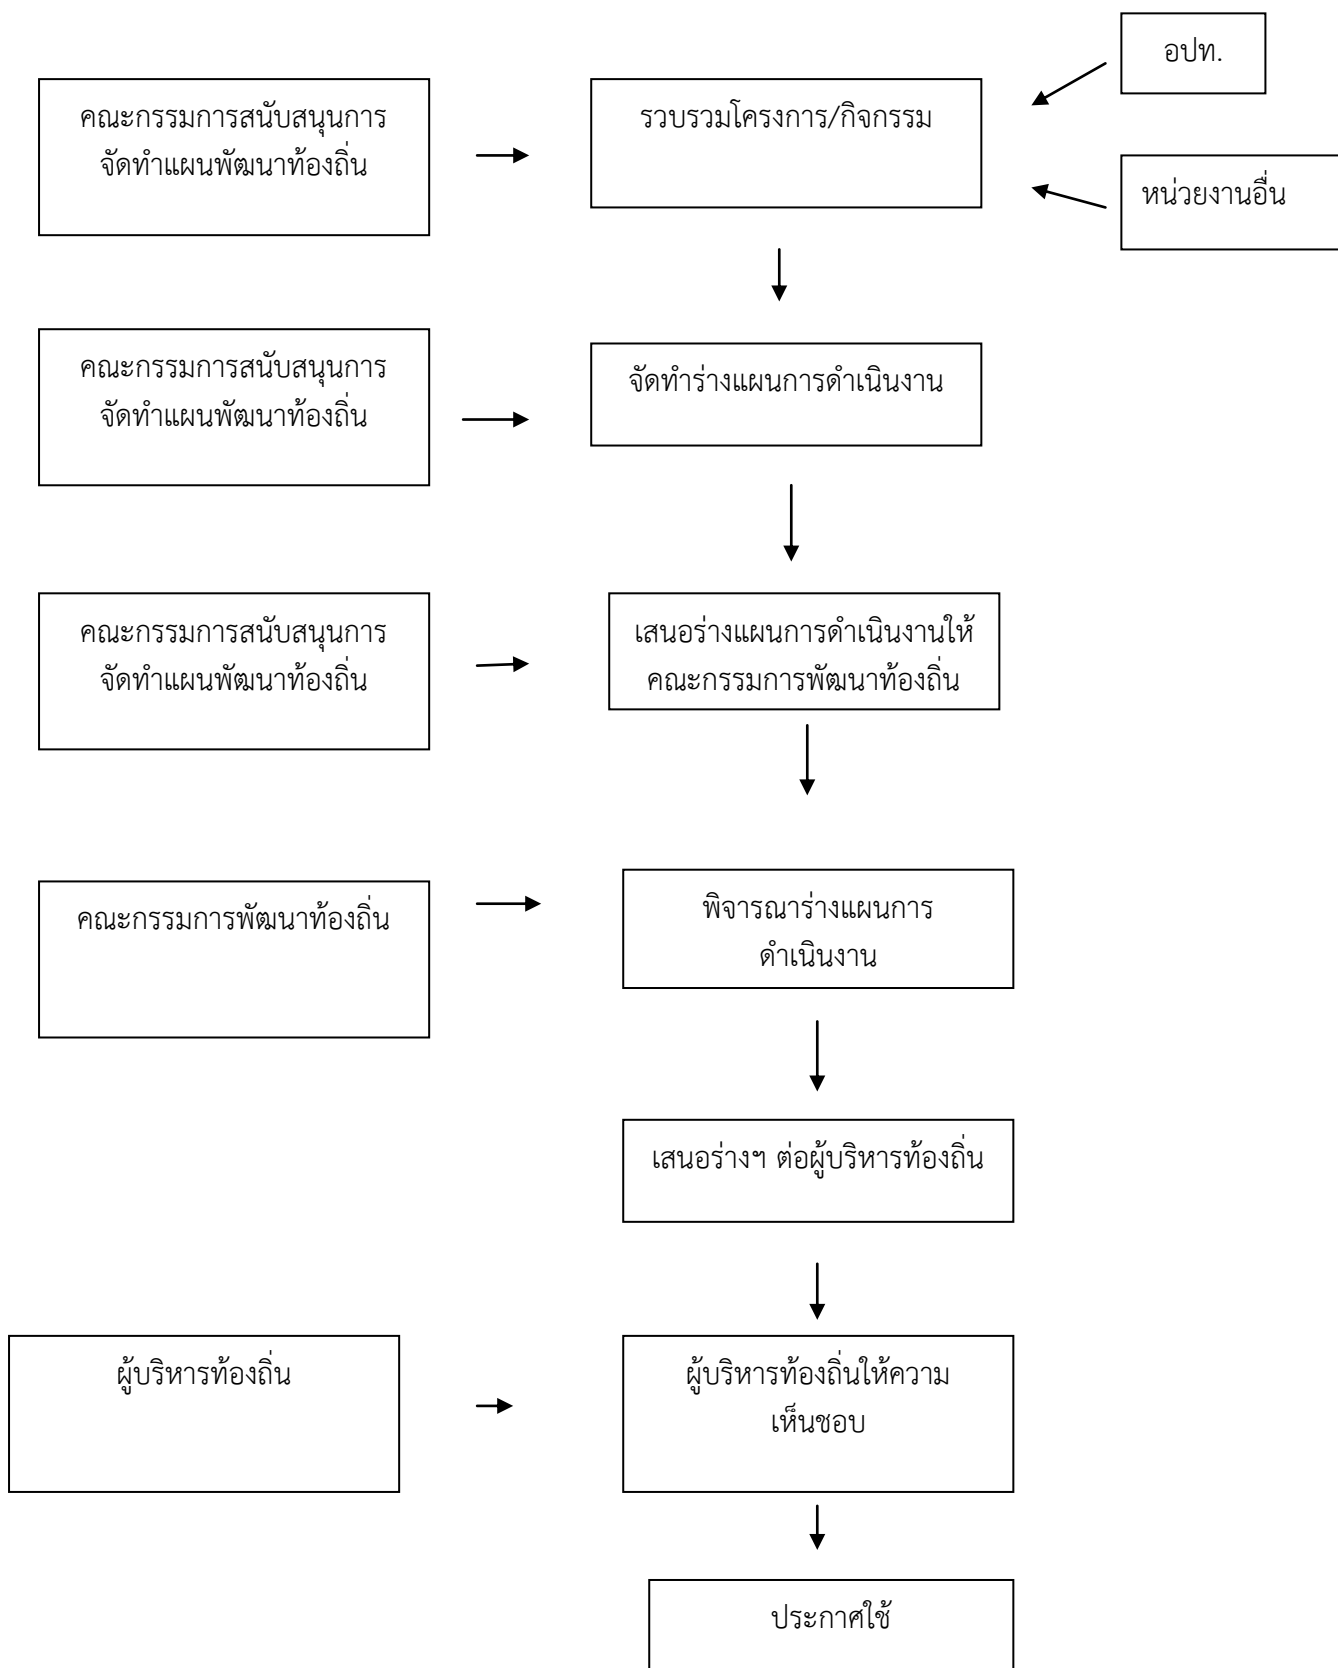 อปท.
คณะกรรมการสนับสนุนการ
จัดทำแผนพัฒนาท้องถิ่น
รวบรวมโครงการ/กิจกรรม
หน่วยงานอื่น
คณะกรรมการสนับสนุนการ
จัดทำแผนพัฒนาท้องถิ่น
จัดทำร่างแผนการดำเนินงาน
คณะกรรมการสนับสนุนการ
จัดทำแผนพัฒนาท้องถิ่น
เสนอร่างแผนการดำเนินงานให้
คณะกรรมการพัฒนาท้องถิ่น
คณะกรรมการพัฒนาท้องถิ่น
พิจารณาร่างแผนการ
ดำเนินงาน
เสนอร่างฯ ต่อผู้บริหารท้องถิ่น
ผู้บริหารท้องถิ่น
ผู้บริหารท้องถิ่นให้ความ
เห็นชอบ
ประกาศใช้